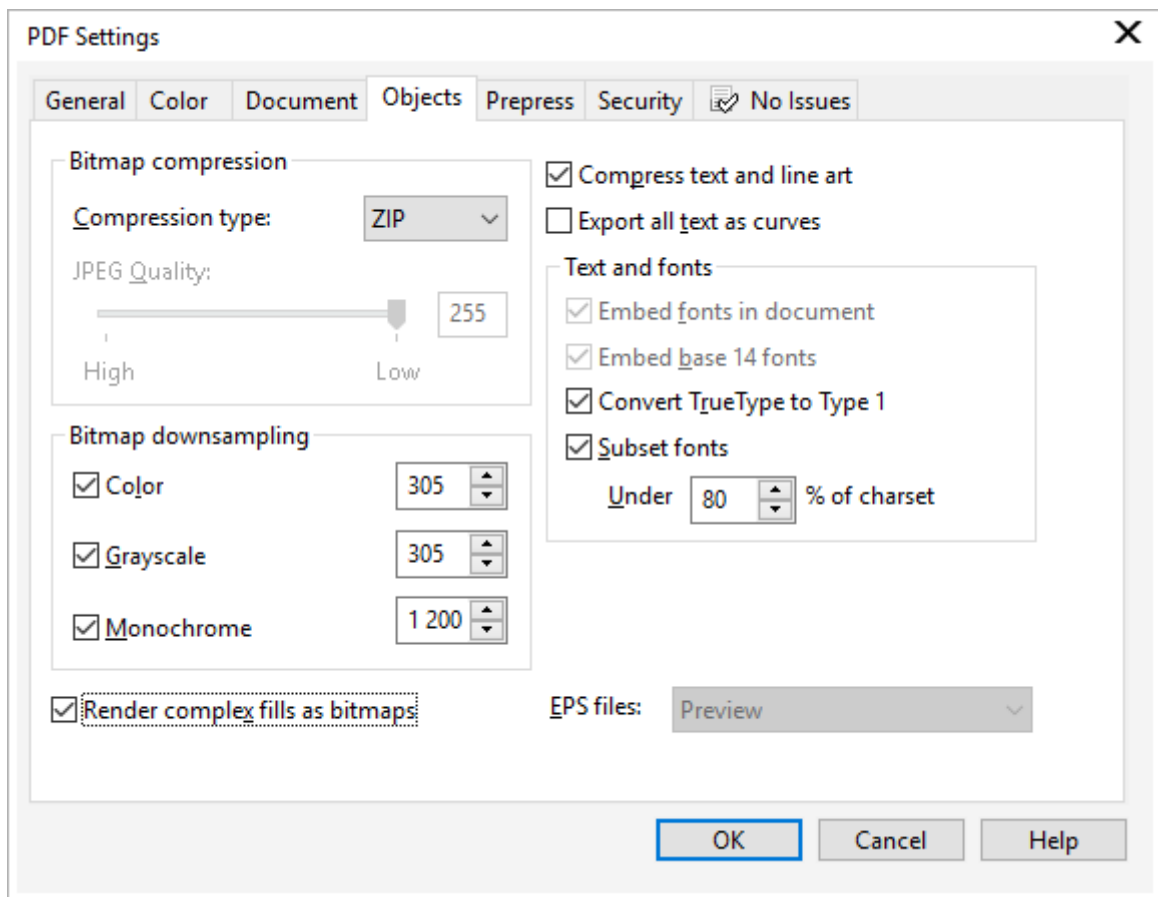 PDF Settings
General Color Document Objects Prepress Security No Issues
Bitmap compression
Compression type: ZIP
JPEG Quality:
255
High Low
Bitmap downsampling
Color 305
Grayscale 305
Monochrome 1 200
Render complex fills as bitmaps
Compress text and line art
Export all text as curves
Text and fonts
Embed fonts in document
Embed base 14 fonts
Convert TrueType to Type 1
Subset fonts
Under 80 % of charset
EPS files: Preview
OK Cancel Help